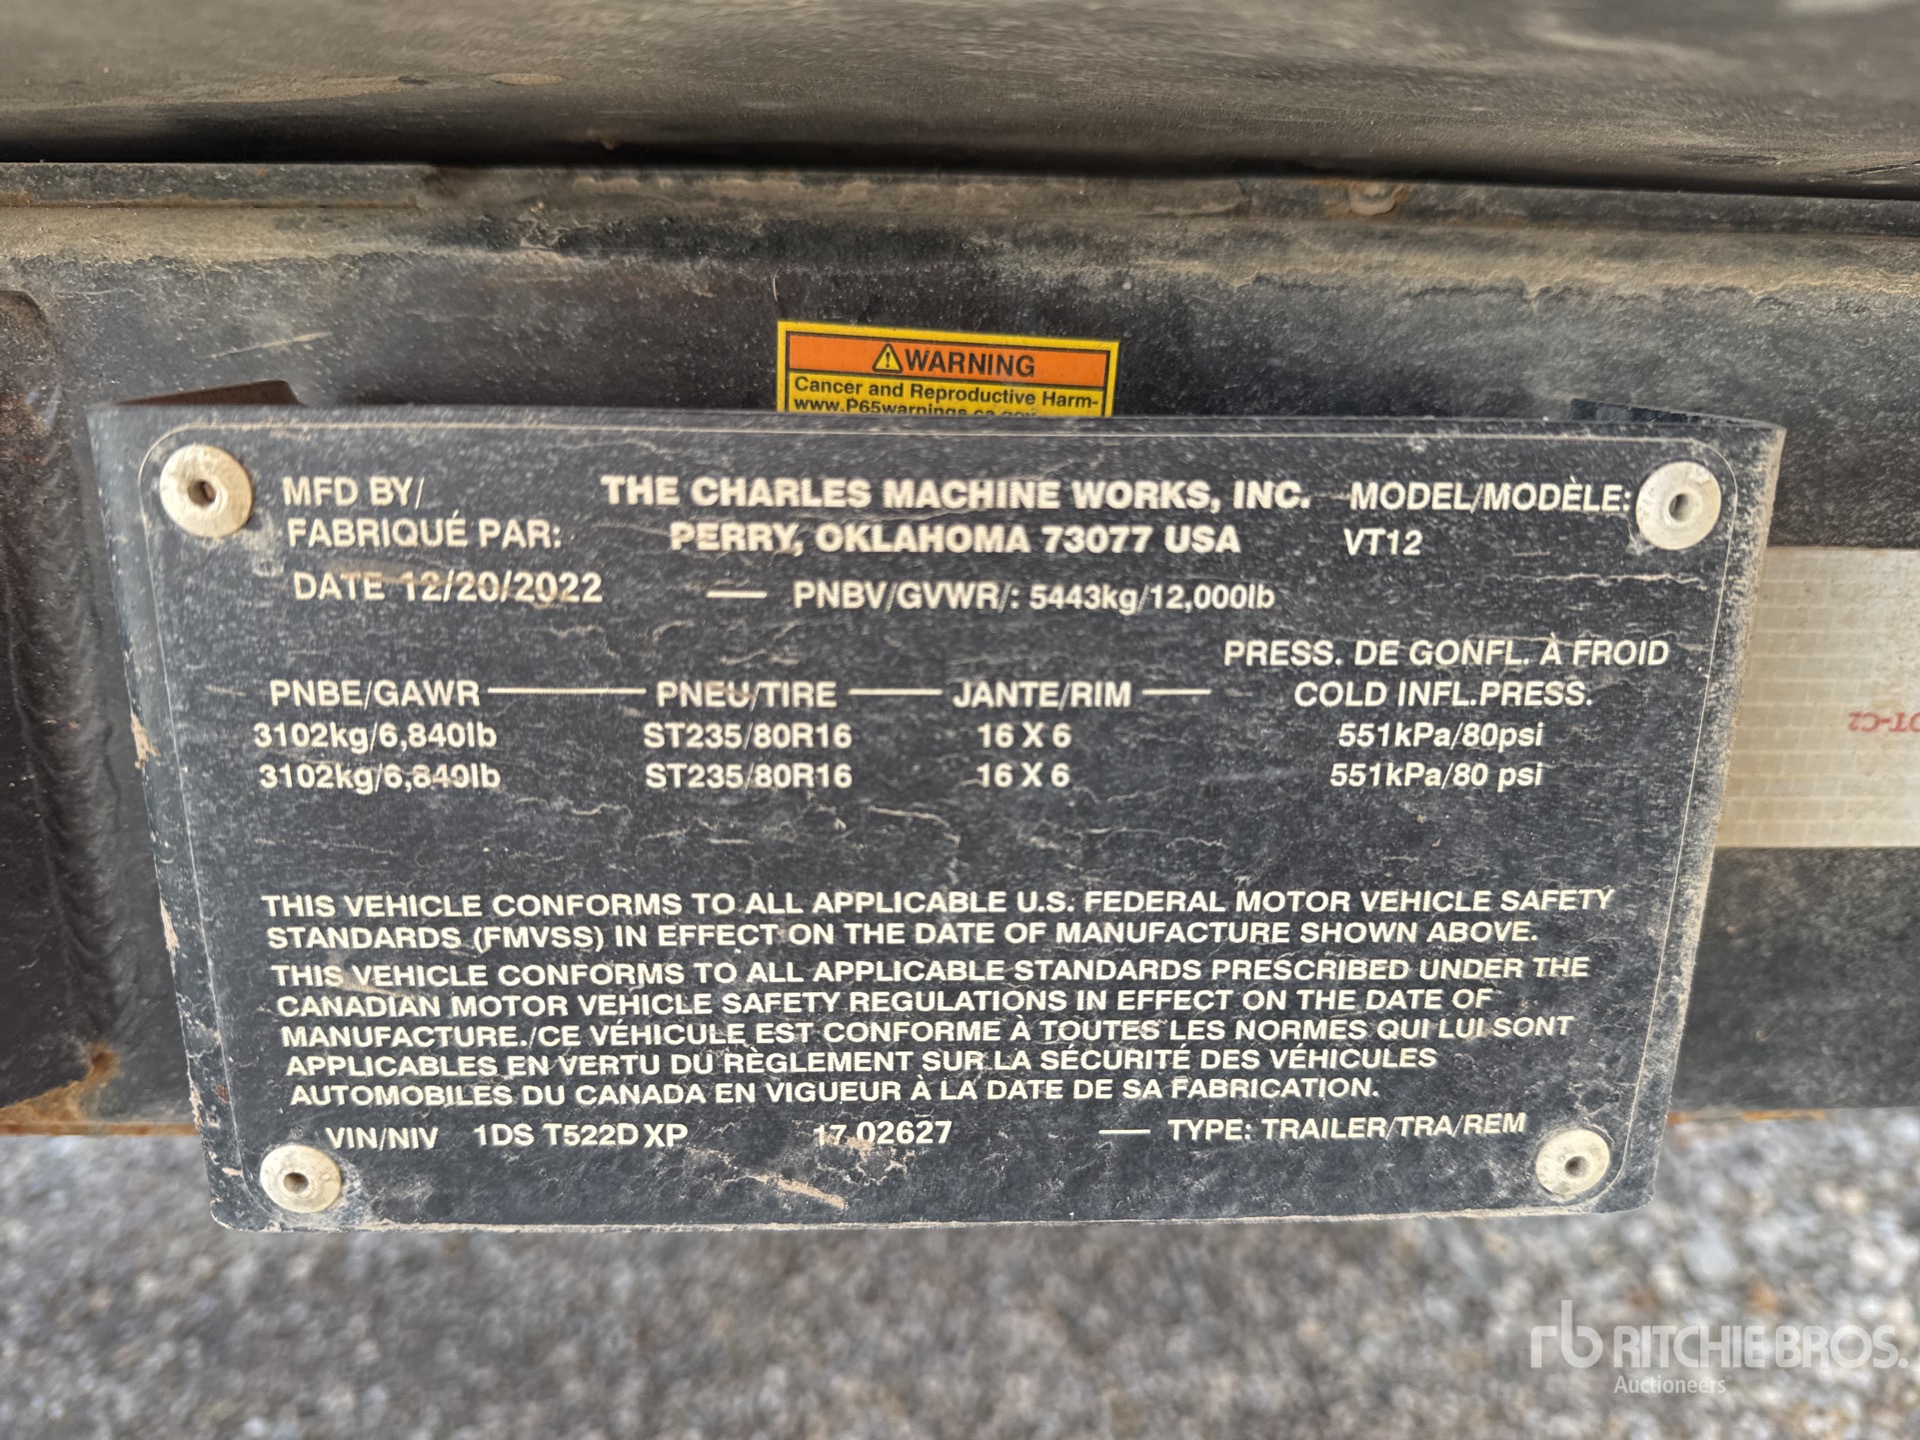 ⚠WARNING
Cancer and Reproductive Harm-
www.P65warnings.ca.gov
MFD BY/ THE CHARLES MACHINE WORKS, INC. MODEL/MODÈLE:
FABRIQUÉ PAR: PERRY, OKLAHOMA 73077 USA VT12
DATE 12/20/2022 — PNBV/GVWR/: 5443kg/12,000lb
PRESS. DE GONFL. À FROID
PNBE/GAWR — PNEU/TIRE — JANTE/RIM — COLD INFL.PRESS.
3102kg/6,840lb ST235/80R16 16 X 6 551kPa/80psi
3102kg/6,840lb ST235/80R16 16 X 6 551kPa/80 psi
THIS VEHICLE CONFORMS TO ALL APPLICABLE U.S. FEDERAL MOTOR VEHICLE SAFETY
STANDARDS (FMVSS) IN EFFECT ON THE DATE OF MANUFACTURE SHOWN ABOVE.
THIS VEHICLE CONFORMS TO ALL APPLICABLE STANDARDS PRESCRIBED UNDER THE
CANADIAN MOTOR VEHICLE SAFETY REGULATIONS IN EFFECT ON THE DATE OF
MANUFACTURE./CE VÉHICULE EST CONFORME À TOUTES LES NORMES QUI LUI SONT
APPLICABLES EN VERTU DU RÈGLEMENT SUR LA SÉCURITÉ DES VÉHICULES
AUTOMOBILES DU CANADA EN VIGUEUR À LA DATE DE SA FABRICATION.
VIN/NIV 1DS T522D XP 17 02627 — TYPE: TRAILER/TRA/REM
OT-C2
rb RITCHIE BROS.
Auctioneers